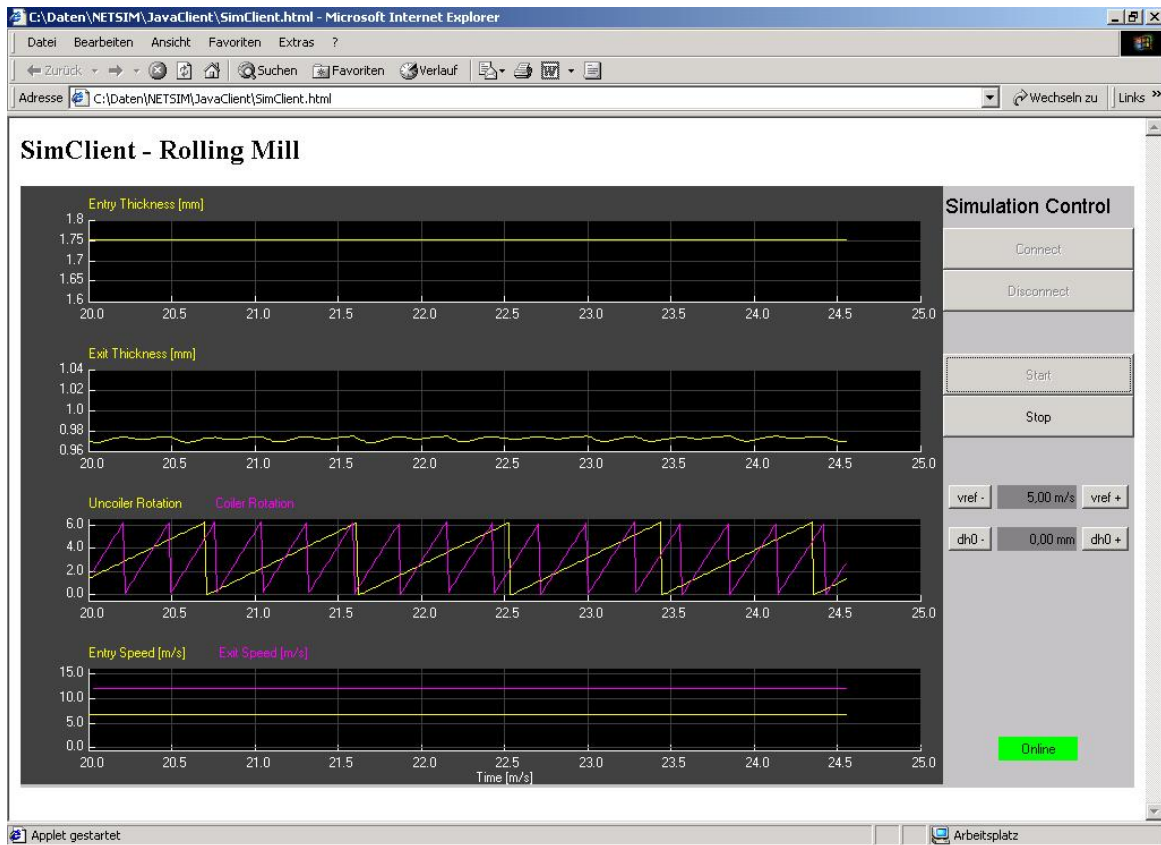 C:\Daten\NETSIM\JavaClient\SimClient.html - Microsoft Internet Explorer
Datei Bearbeiten Ansicht Favoriten Extras ?
Zurück Suchen Favoriten Verlauf
Adresse C:\Daten\NETSIM\JavaClient\SimClient.html Wechseln zu Links »
SimClient - Rolling Mill
Entry Thickness [mm]
1.8
1.75
1.7
1.65
1.6
20.0 20.5 21.0 21.5 22.0 22.5 23.0 23.5 24.0 24.5 25.0
Exit Thickness [mm]
1.04
1.02
1.0
0.98
0.96
20.0 20.5 21.0 21.5 22.0 22.5 23.0 23.5 24.0 24.5 25.0
Uncoiler Rotation Coiler Rotation
6.0
4.0
2.0
0.0
20.0 20.5 21.0 21.5 22.0 22.5 23.0 23.5 24.0 24.5 25.0
Entry Speed [m/s] Exit Speed [m/s]
15.0
10.0
5.0
0.0
20.0 20.5 21.0 21.5 22.0 22.5 23.0 23.5 24.0 24.5 25.0
Time [m/s]
Simulation Control
Connect
Disconnect
Start
Stop
vref - 5,00 m/s vref +
dh0 - 0,00 mm dh0 +
Online
Applet gestartet Arbeitsplatz